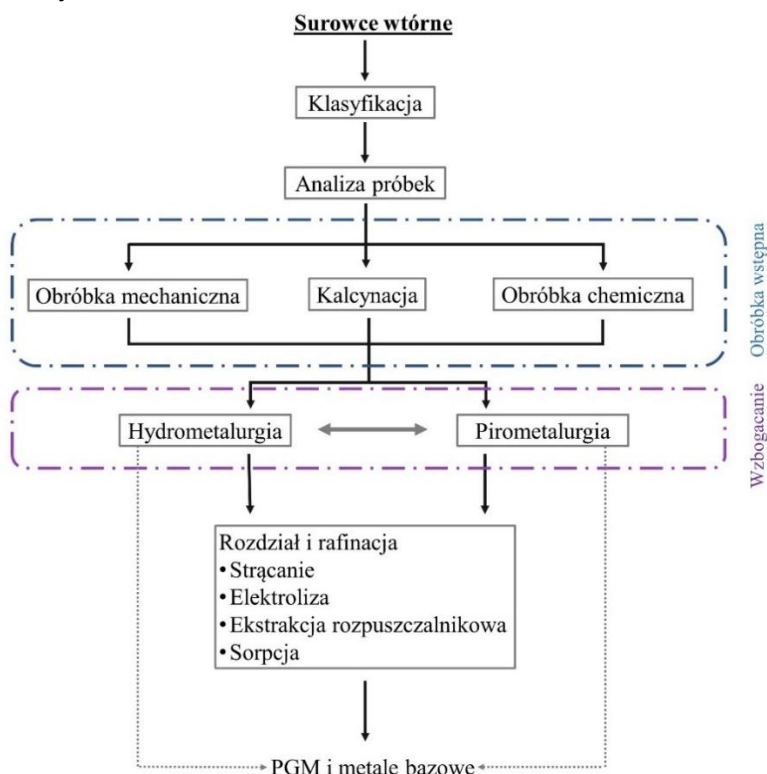 Surowce wtórne
Klasyfikacja
Analiza próbek
Obróbka mechaniczna
Kalcynacja
Obróbka chemiczna
Obróbka wstępna
Hydrometalurgia
Pirometalurgia
Wzbogacanie
Rozdział i rafinacja
•Strącanie
•Elektroliza
•Ekstrakcja rozpuszczalnikowa
•Sorpcja
PGM i metale bazowe